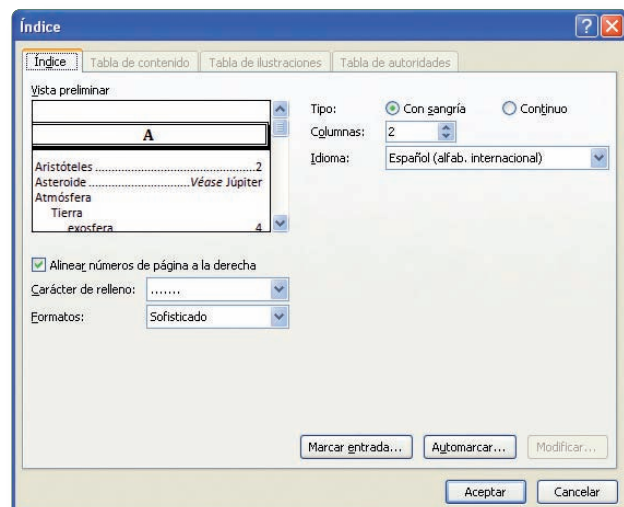 Índice
Índice Tabla de contenido Tabla de ilustraciones Tabla de autoridades
Vista preliminar
A
Aristóteles ..................................................2
Asteroide ................................Véase Júpiter
Atmósfera
Tierra
exosfera 4
Tipo: Con sangría Continuo
Columnas: 2
Idioma: Español (alfab. internacional)
Alinear números de página a la derecha
Carácter de relleno: .......
Formatos: Sofisticado
Marcar entrada... Automarcar... Modificar...
Aceptar Cancelar